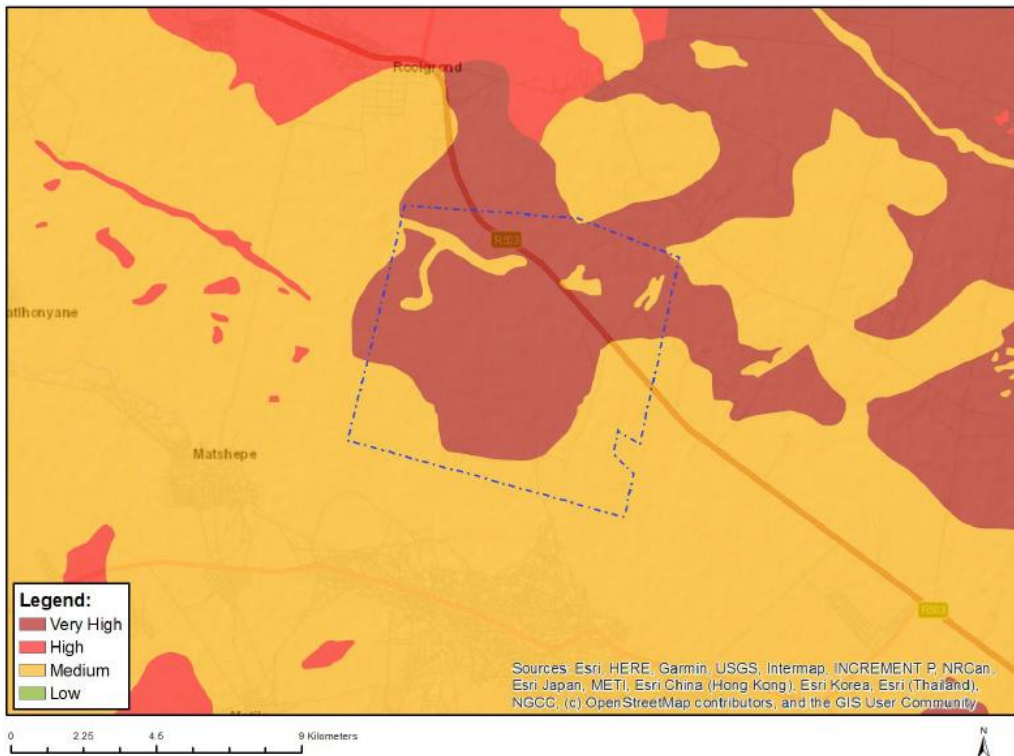 Rooigrond
R503
atlhonyane
Matshepe
R503
Legend:
Very High
High
Medium
Low
Sources: Esri, HERE, Garmin, USGS, Intermap, INCREMENT P, NRCan,
Esri Japan, METI, Esri China (Hong Kong), Esri Korea, Esri (Thailand),
NGCC, (c) OpenStreetMap contributors, and the GIS User Community
0 2.25 4.5 9 Kilometers
N